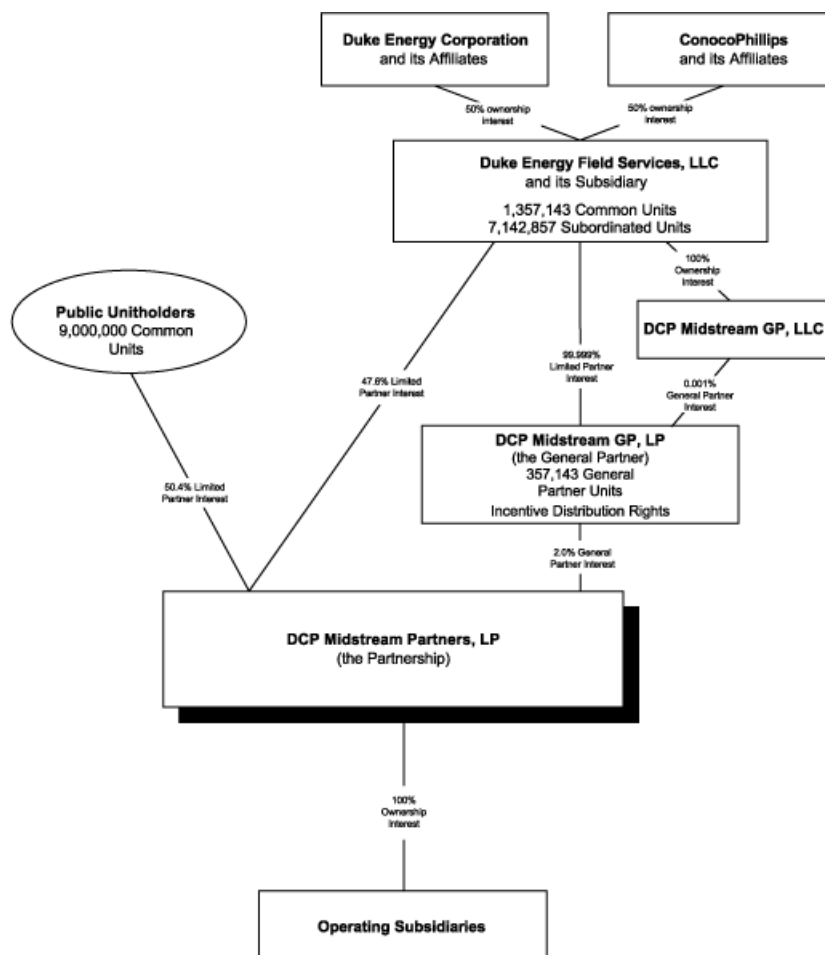 Duke Energy Corporation
and its Affiliates
ConocoPhillips
and its Affiliates
50% ownership
Interest
50% ownership
Interest
Duke Energy Field Services, LLC
and its Subsidiary
1,357,143 Common Units
7,142,857 Subordinated Units
100%
Ownership
Interest
Public Unitholders
9,000,000 Common
Units
DCP Midstream GP, LLC
47.6% Limited
Partner Interest
99.999%
Limited Partner
Interest
0.001%
General Partner
Interest
DCP Midstream GP, LP
(the General Partner)
357,143 General
Partner Units
Incentive Distribution Rights
50.4% Limited
Partner Interest
2.0% General
Partner Interest
DCP Midstream Partners, LP
(the Partnership)
100%
Ownership
Interest
Operating Subsidiaries